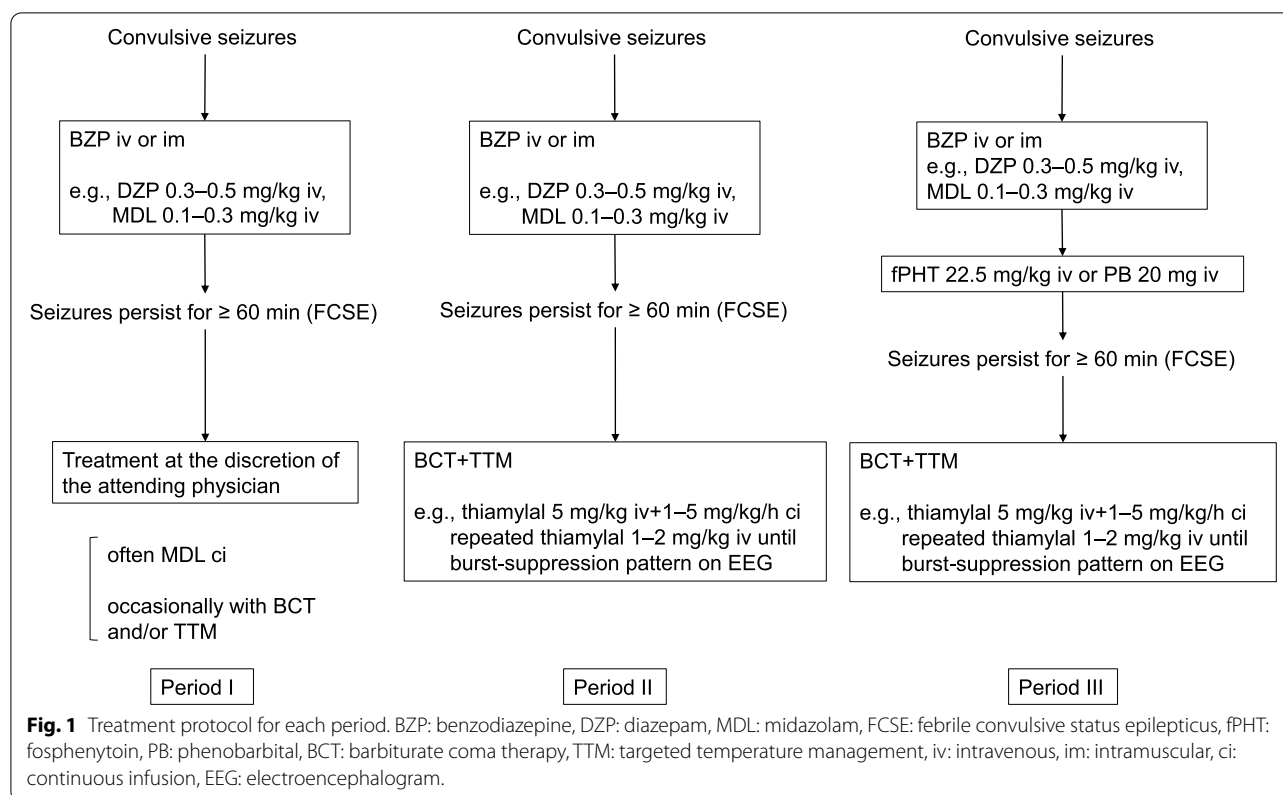 Convulsive seizures
BZP iv or im
e.g., DZP 0.3–0.5 mg/kg iv,
MDL 0.1–0.3 mg/kg iv
Seizures persist for ≥ 60 min (FCSE)
Treatment at the discretion of
the attending physician
often MDL ci
occasionally with BCT
and/or TTM
Period I
Convulsive seizures
BZP iv or im
e.g., DZP 0.3–0.5 mg/kg iv,
MDL 0.1–0.3 mg/kg iv
Seizures persist for ≥ 60 min (FCSE)
BCT+TTM
e.g., thiamylal 5 mg/kg iv+1–5 mg/kg/h ci
repeated thiamylal 1–2 mg/kg iv until
burst-suppression pattern on EEG
Period II
Convulsive seizures
BZP iv or im
e.g., DZP 0.3–0.5 mg/kg iv,
MDL 0.1–0.3 mg/kg iv
fPHT 22.5 mg/kg iv or PB 20 mg iv
Seizures persist for ≥ 60 min (FCSE)
BCT+TTM
e.g., thiamylal 5 mg/kg iv+1–5 mg/kg/h ci
repeated thiamylal 1–2 mg/kg iv until
burst-suppression pattern on EEG
Period III
Fig. 1 Treatment protocol for each period. BZP: benzodiazepine, DZP: diazepam, MDL: midazolam, FCSE: febrile convulsive status epilepticus, fPHT:
fosphenytoin, PB: phenobarbital, BCT: barbiturate coma therapy, TTM: targeted temperature management, iv: intravenous, im: intramuscular, ci:
continuous infusion, EEG: electroencephalogram.